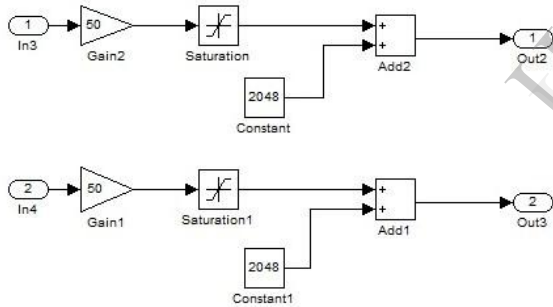 1
In3
50
Gain2
Saturation
+
+
Add2
2048
Constant
1
Out2
2
In4
50
Gain1
Saturation1
+
+
Add1
2048
Constant1
2
Out3